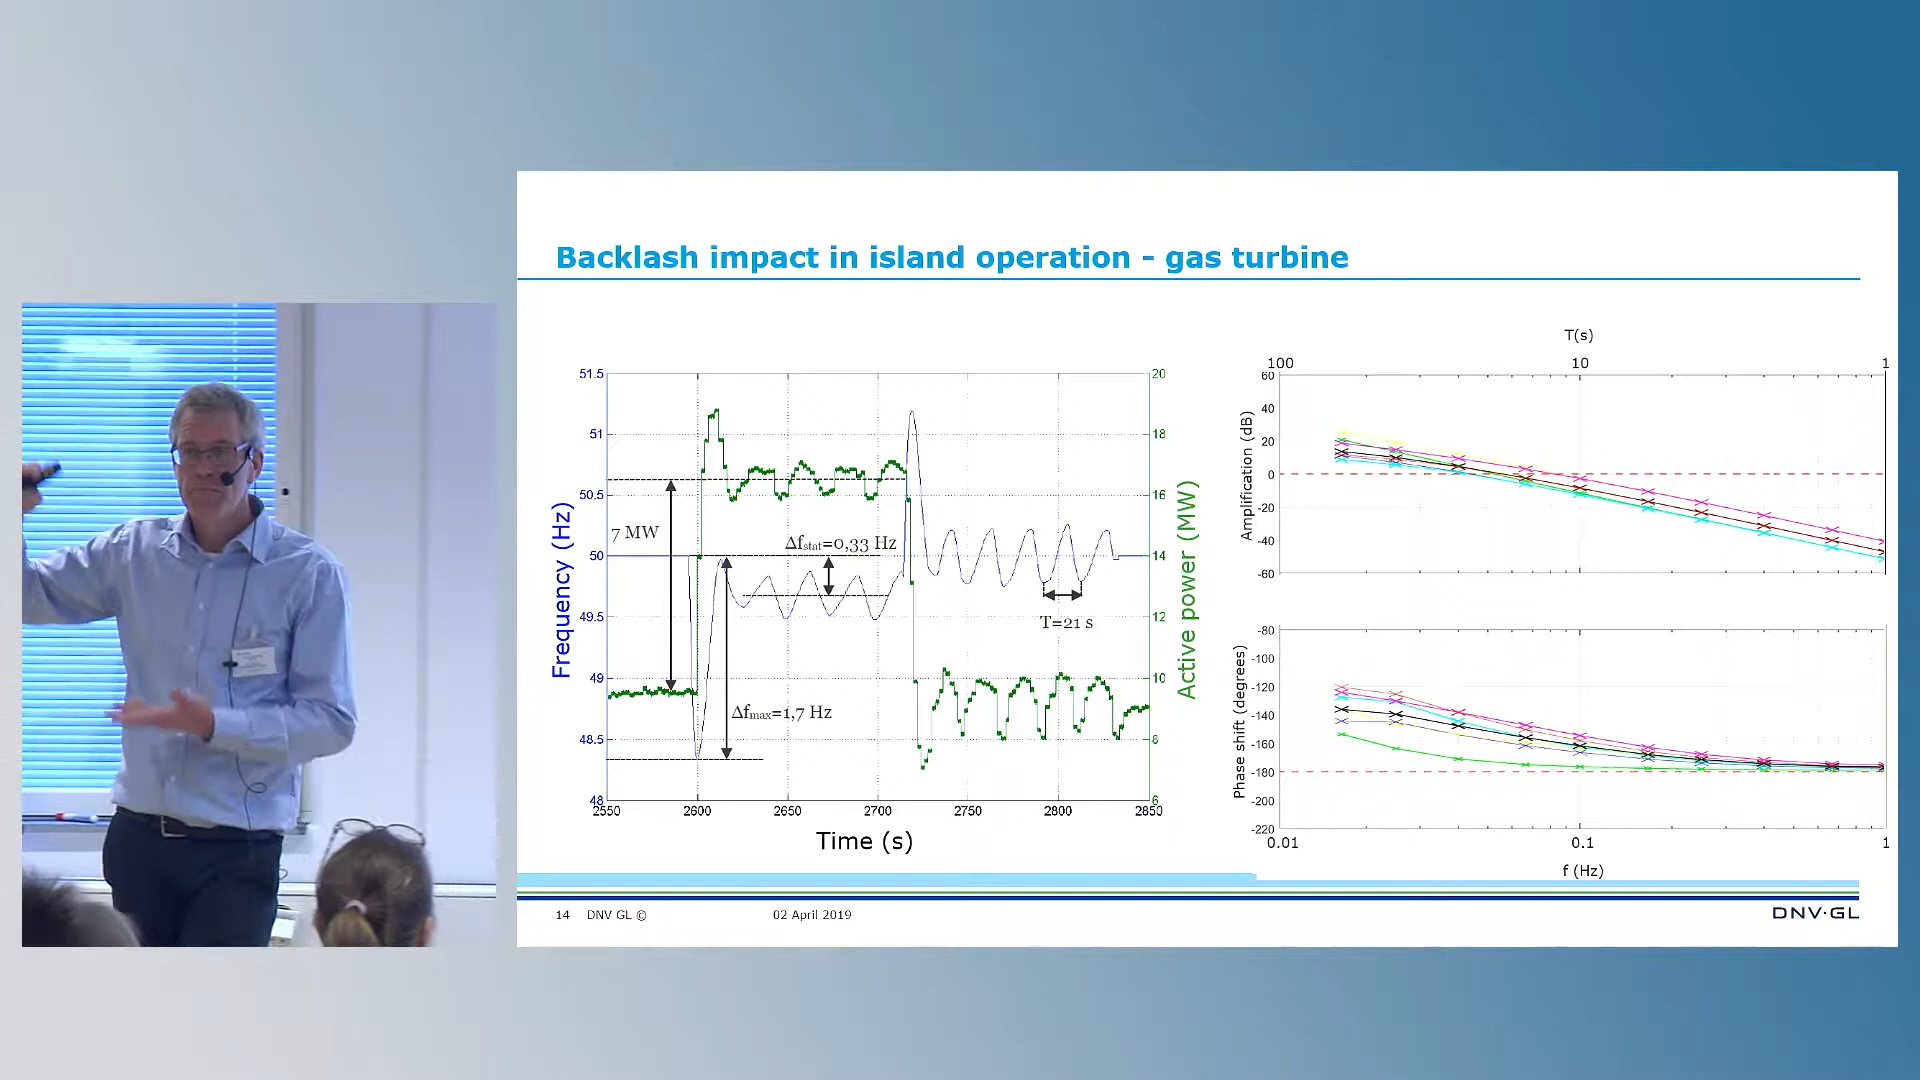 Backlash impact in island operation - gas turbine
51.5
51
50.5
50
49.5
49
48.5
48
Frequency (Hz)
20
18
16
14
12
10
8
6
Active power (MW)
2550 2600 2650 2700 2750 2800 2850
Time (s)
7 MW
Δfstat=0,33 Hz
Δfmax=1,7 Hz
T=21 s
T(s)
100 10 1
60
40
20
0
-20
-40
-60
Amplification (dB)
-80
-100
-120
-140
-160
-180
-200
-220
Phase shift (degrees)
0.01 0.1 1
f (Hz)
14 DNV GL © 02 April 2019
DNV·GL